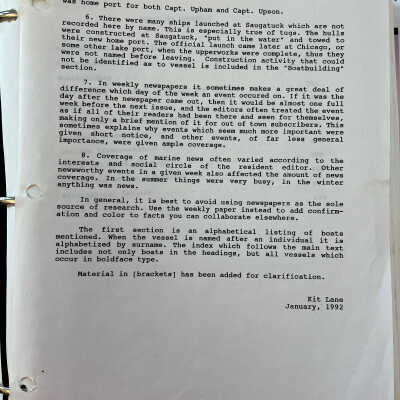 was home port for both Capt. Upham and Capt. Upson.
6. There were many ships launched at Saugatuck which are not
recorded here by name. This is especially true of tugs. The hulls
were constructed at Saugatuck, "put in the water" and towed to
their new home port. The official launch came later at Chicago, or
some other lake port, when the upperworks were complete, thus they
were not named before leaving. Construction activity that could
not be identified as to vessel is included in the "Boatbuilding"
section.
7. In weekly newspapers it sometimes makes a great deal of
difference which day of the week an event occured on. If it was the
day after the newspaper came out, then it would be almost one full
week before the next issue, and the editors often treated the event
as if all of their readers had been there and seen for themselves,
making only a brief mention of it for out of town subscribers. This
sometimes explains why events which seem much more important were
given short notice, and other events, of far less general
importance, were given ample coverage.
8. Coverage of marine news often varied according to the
interests and social circle of the resident editor. Other
newsworthy events in a given week also affected the amount of news
coverage. In the summer things were very busy, in the winter
anything was news.
In general, it is best to avoid using newspapers as the sole
source of research. Use the weekly paper instead to add confirm-
ation and color to facts you can collaborate elsewhere.
The first section is an alphabetical listing of boats
mentioned. When the vessel is named after an individual it is
alphabetized by surname. The index which follows the main text
includes not only boats in the headings, but all vessels which
occur in boldface type.
Material in [brackets] has been added for clarification.
Kit Lane
January, 1992